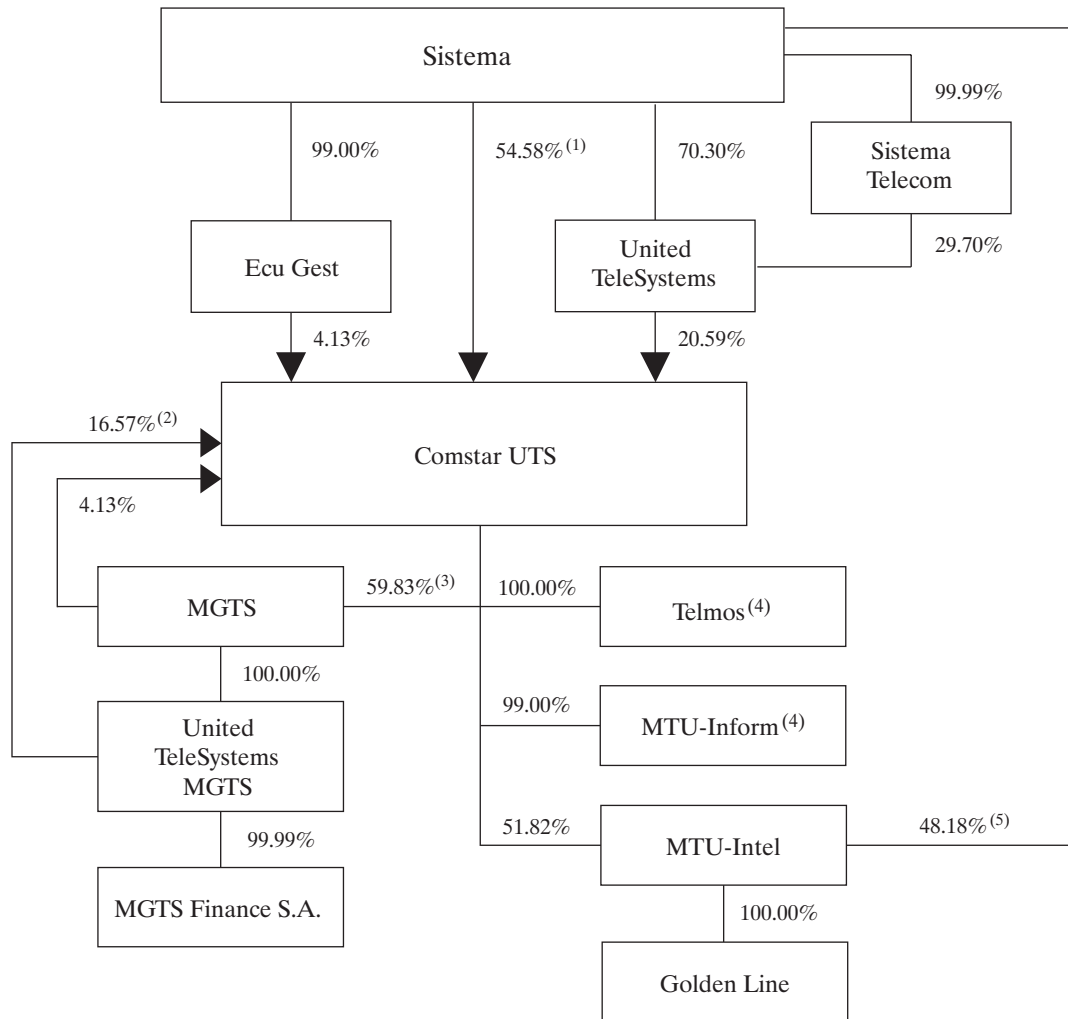 Sistema
99.99%
99.00%
54.58%(1)
70.30%
Sistema
Telecom
Ecu Gest
United
TeleSystems
29.70%
4.13%
20.59%
16.57%(2)
Comstar UTS
4.13%
MGTS
59.83%(3)
100.00%
Telmos(4)
100.00%
United
TeleSystems
MGTS
99.00%
MTU-Inform(4)
99.99%
51.82%
MTU-Intel
48.18%(5)
MGTS Finance S.A.
100.00%
Golden Line